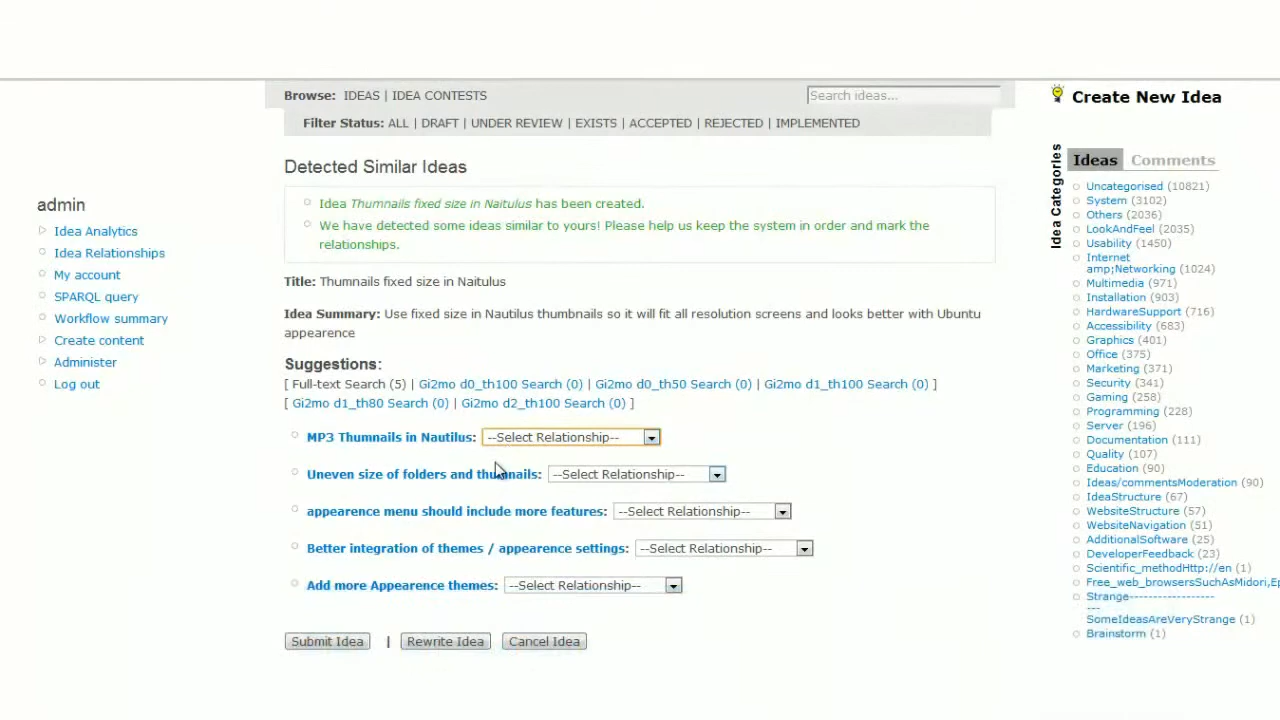 Browse: IDEAS | IDEA CONTESTS
Search ideas...
Filter Status: ALL | DRAFT | UNDER REVIEW | EXISTS | ACCEPTED | REJECTED | IMPLEMENTED
admin
Idea Analytics
Idea Relationships
My account
SPARQL query
Workflow summary
Create content
Administer
Log out
Detected Similar Ideas
Idea Thumnails fixed size in Naitulus has been created.
We have detected some ideas similar to yours! Please help us keep the system in order and mark the
relationships.
Title: Thumnails fixed size in Naitulus
Idea Summary: Use fixed size in Nautilus thumbnails so it will fit all resolution screens and looks better with Ubuntu
appearence
Suggestions:
[ Full-text Search (5) | Gi2mo d0_th100 Search (0) | Gi2mo d0_th50 Search (0) | Gi2mo d1_th100 Search (0) ]
[ Gi2mo d1_th80 Search (0) | Gi2mo d2_th100 Search (0) ]
MP3 Thumnails in Nautilus: --Select Relationship--
Uneven size of folders and thumbnails: --Select Relationship--
appearence menu should include more features: --Select Relationship--
Better integration of themes / appearence settings: --Select Relationship--
Add more Appearence themes: --Select Relationship--
Submit Idea | Rewrite Idea Cancel Idea
Create New Idea
Idea Categories
Ideas Comments
Uncategorised (10821)
System (3102)
Others (2036)
LookAndFeel (2035)
Usability (1450)
Internet
amp;Networking (1024)
Multimedia (971)
Installation (903)
HardwareSupport (716)
Accessibility (683)
Graphics (401)
Office (375)
Marketing (371)
Security (341)
Gaming (258)
Programming (228)
Server (196)
Documentation (111)
Quality (107)
Education (90)
Ideas/commentsModeration (90)
IdeaStructure (67)
WebsiteStructure (57)
WebsiteNavigation (51)
AdditionalSoftware (25)
DeveloperFeedback (23)
Scientific_methodHttp://en (1)
Free_web_browsersSuchAsMidori,Ep
Strange-----------------
---
SomeIdeasAreVeryStrange (1)
Brainstorm (1)